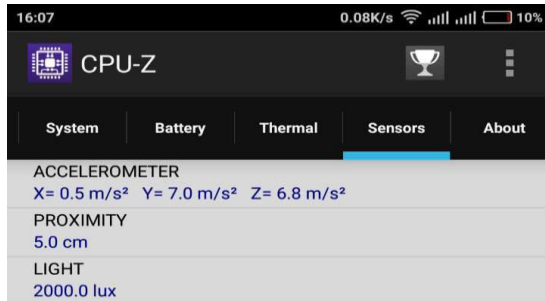 16:07 0.08K/s 10%
CPU-Z
System Battery Thermal Sensors About
ACCELEROMETER
X= 0.5 m/s² Y= 7.0 m/s² Z= 6.8 m/s²
PROXIMITY
5.0 cm
LIGHT
2000.0 lux